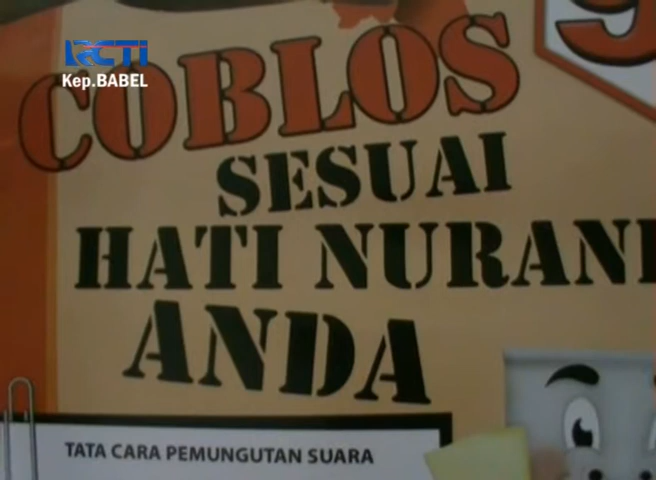 RCTI
Kep.BABEL
COBLOS
SESUAI
HATI NURANI
ANDA
TATA CARA PEMUNGUTAN SUARA